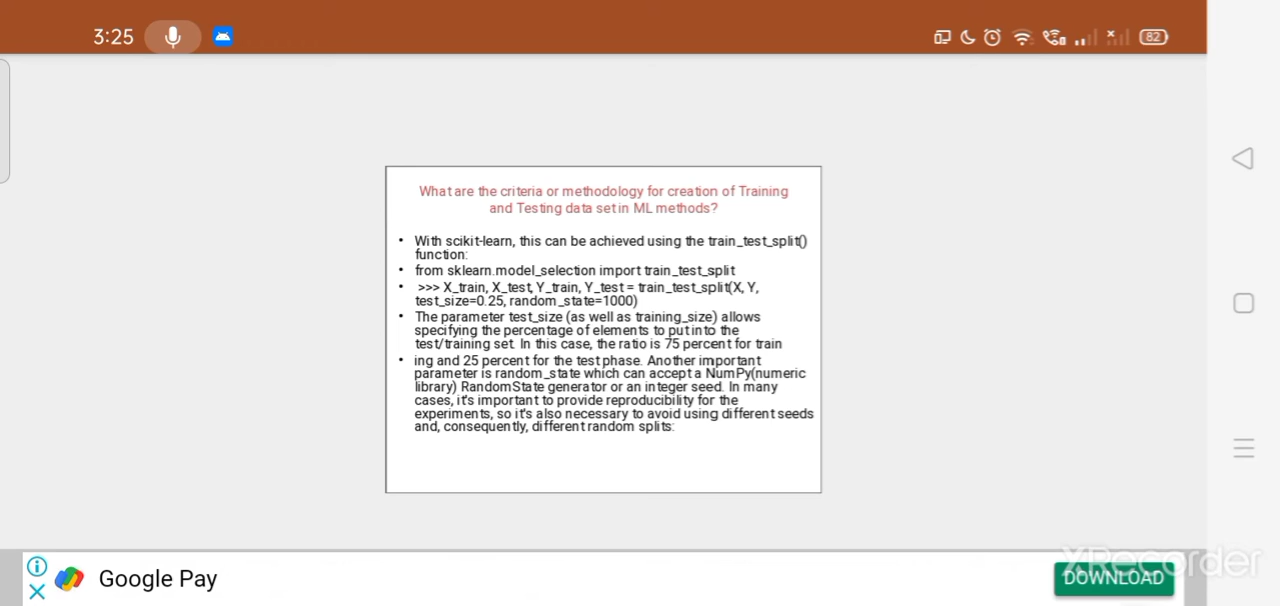 3:25
82
What are the criteria or methodology for creation of Training
and Testing data set in ML methods?
• With scikit-learn, this can be achieved using the train_test_split()
function:
• from sklearn.model_selection import train_test_split
• >>> X_train, X_test, Y_train, Y_test = train_test_split(X, Y,
test_size=0.25, random_state=1000)
• The parameter test_size (as well as training_size) allows
specifying the percentage of elements to put into the
test/training set. In this case, the ratio is 75 percent for train
• ing and 25 percent for the test phase. Another important
parameter is random_state which can accept a NumPy(numeric
library) RandomState generator or an integer seed. In many
cases, it's important to provide reproducibility for the
experiments, so it's also necessary to avoid using different seeds
and, consequently, different random splits:
XRecorder
Google Pay
DOWNLOAD